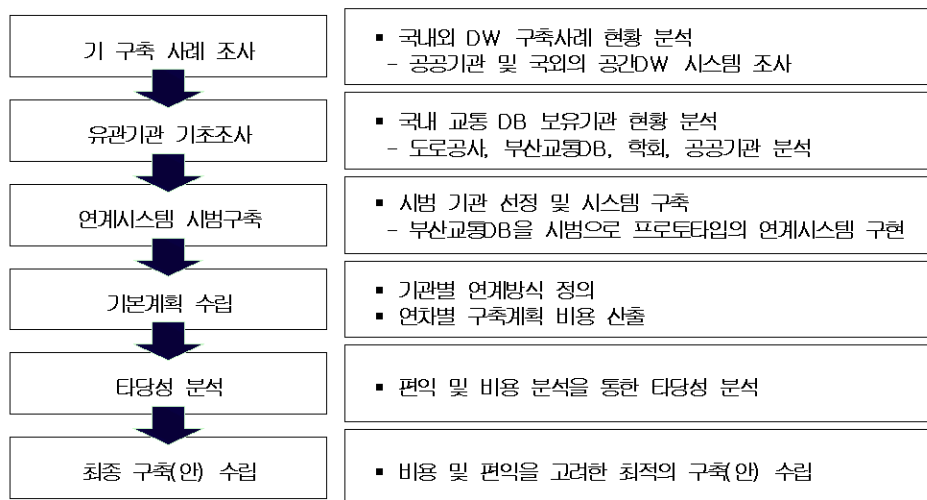 기 구축 사례 조사
▪ 국내외 DW 구축사례 현황 분석
- 공공기관 및 국외의 공간DW 시스템 조사
유관기관 기초조사
▪ 국내 교통 DB 보유기관 현황 분석
- 도로공사, 부산교통DB, 학회, 공공기관 분석
연계시스템 시범구축
▪ 시범 기관 선정 및 시스템 구축
- 부산교통DB을 시범으로 프로토타입의 연계시스템 구현
기본계획 수립
▪ 기관별 연계방식 정의
▪ 연차별 구축계획 비용 산출
타당성 분석
▪ 편익 및 비용 분석을 통한 타당성 분석
최종 구축(안) 수립
▪ 비용 및 편익을 고려한 최적의 구축(안) 수립